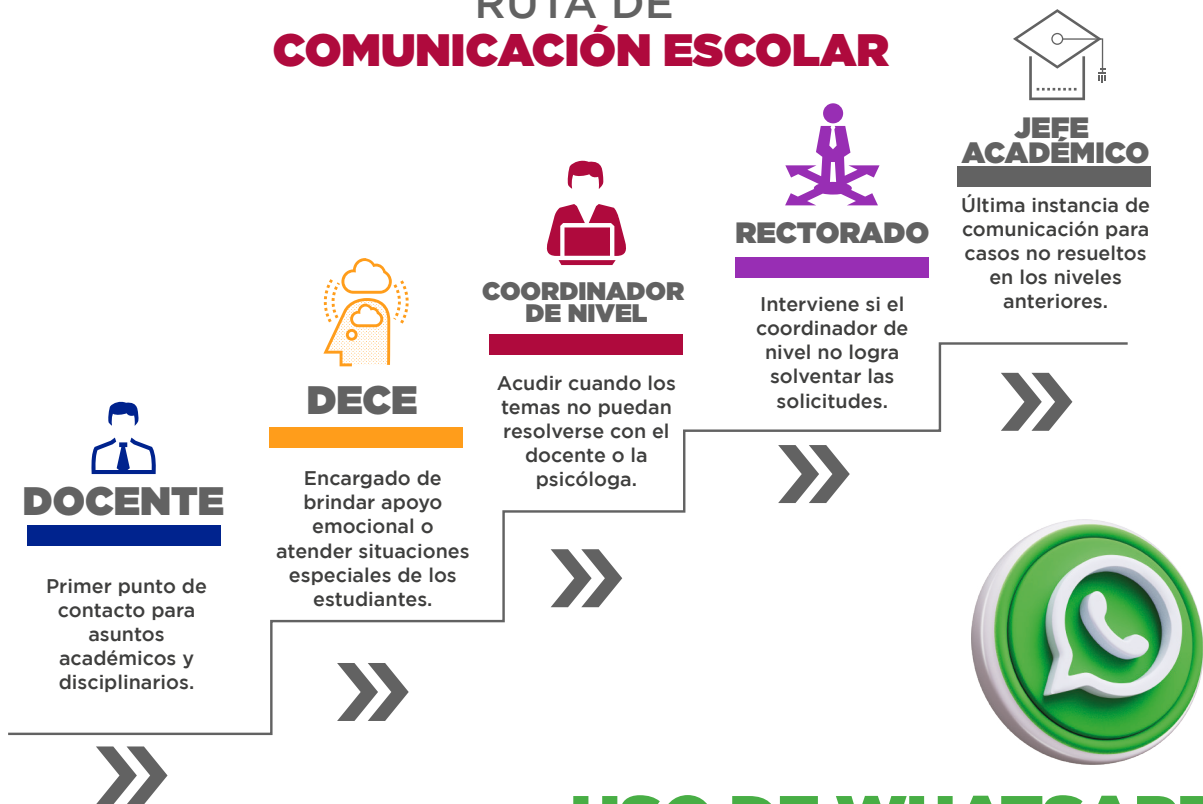 RUTA DE
COMUNICACIÓN ESCOLAR
DOCENTE
Primer punto de
contacto para
asuntos
académicos y
disciplinarios.
DECE
Encargado de
brindar apoyo
emocional o
atender situaciones
especiales de los
estudiantes.
COORDINADOR
DE NIVEL
Acudir cuando los
temas no puedan
resolverse con el
docente o la
psicóloga.
RECTORADO
Interviene si el
coordinador de
nivel no logra
solventar las
solicitudes.
JEFE
ACADÉMICO
Última instancia de
comunicación para
casos no resueltos
en los niveles
anteriores.
USO DE WHATSAPP